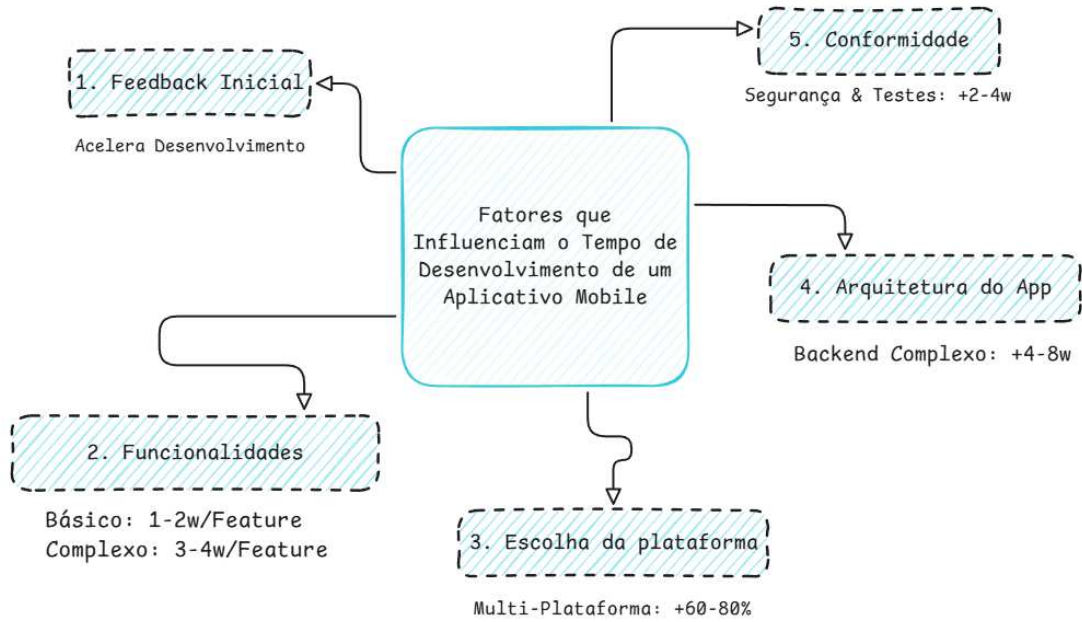 1. Feedback Inicial
Acelera Desenvolvimento
5. Conformidade
Segurança & Testes: +2-4w
Fatores que
Influenciam o Tempo de
Desenvolvimento de um
Aplicativo Mobile
4. Arquitetura do App
Backend Complexo: +4-8w
2. Funcionalidades
Básico: 1-2w/Feature
Complexo: 3-4w/Feature
3. Escolha da plataforma
Multi-Plataforma: +60-80%